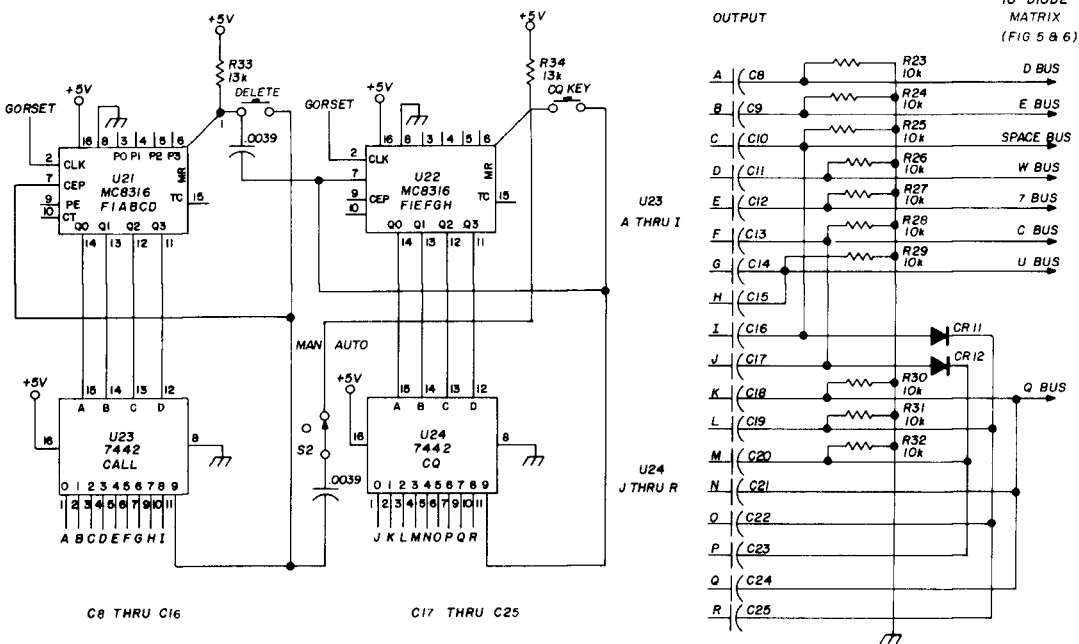 +5V
R33
13k
DELETE
+5V
GORSET
1
.0039
16 8 3 4 5 6
P0 P1 P2 P3
2 CLK
7 CEP
9 PE
10 CT
MR
TC 15
U21
MC8316
F1ABCD
Q0 Q1 Q2 Q3
14 13 12 11
+5V
R34
13k
CQ KEY
+5V
GORSET
16 8 3 4 5 6
2 CLK
7
9 CEP
10
MR
TC 15
U22
MC8316
F1EFGH
Q0 Q1 Q2 Q3
14 13 12 11
MAN AUTO
S2
.0039
+5V
15 14 13 12
A B C D
16
8
U23
7442
CALL
0 1 2 3 4 5 6 7 8 9
1 2 3 4 5 6 7 9 10 11
A B C D E F G H I
C8 THRU C16
+5V
15 14 13 12
A B C D
16
8
U24
7442
CQ
0 1 2 3 4 5 6 7 8 9
1 2 3 4 5 6 7 9 10 11
J K L M N O P Q R
C17 THRU C25
OUTPUT
MATRIX
(FIG. 5 & 6)
U23
A THRU I
U24
J THRU R
A C8 R23 10k D BUS
B C9 R24 10k E BUS
C C10 R25 10k SPACE BUS
D C11 R26 10k W BUS
E C12 R27 10k 7 BUS
F C13 R28 10k C BUS
G C14 R29 10k U BUS
H C15
I C16 CR11
J C17 CR12
K C18 R30 10k Q BUS
L C19 R31 10k
M C20 R32 10k
N C21
O C22
P C23
Q C24
R C25